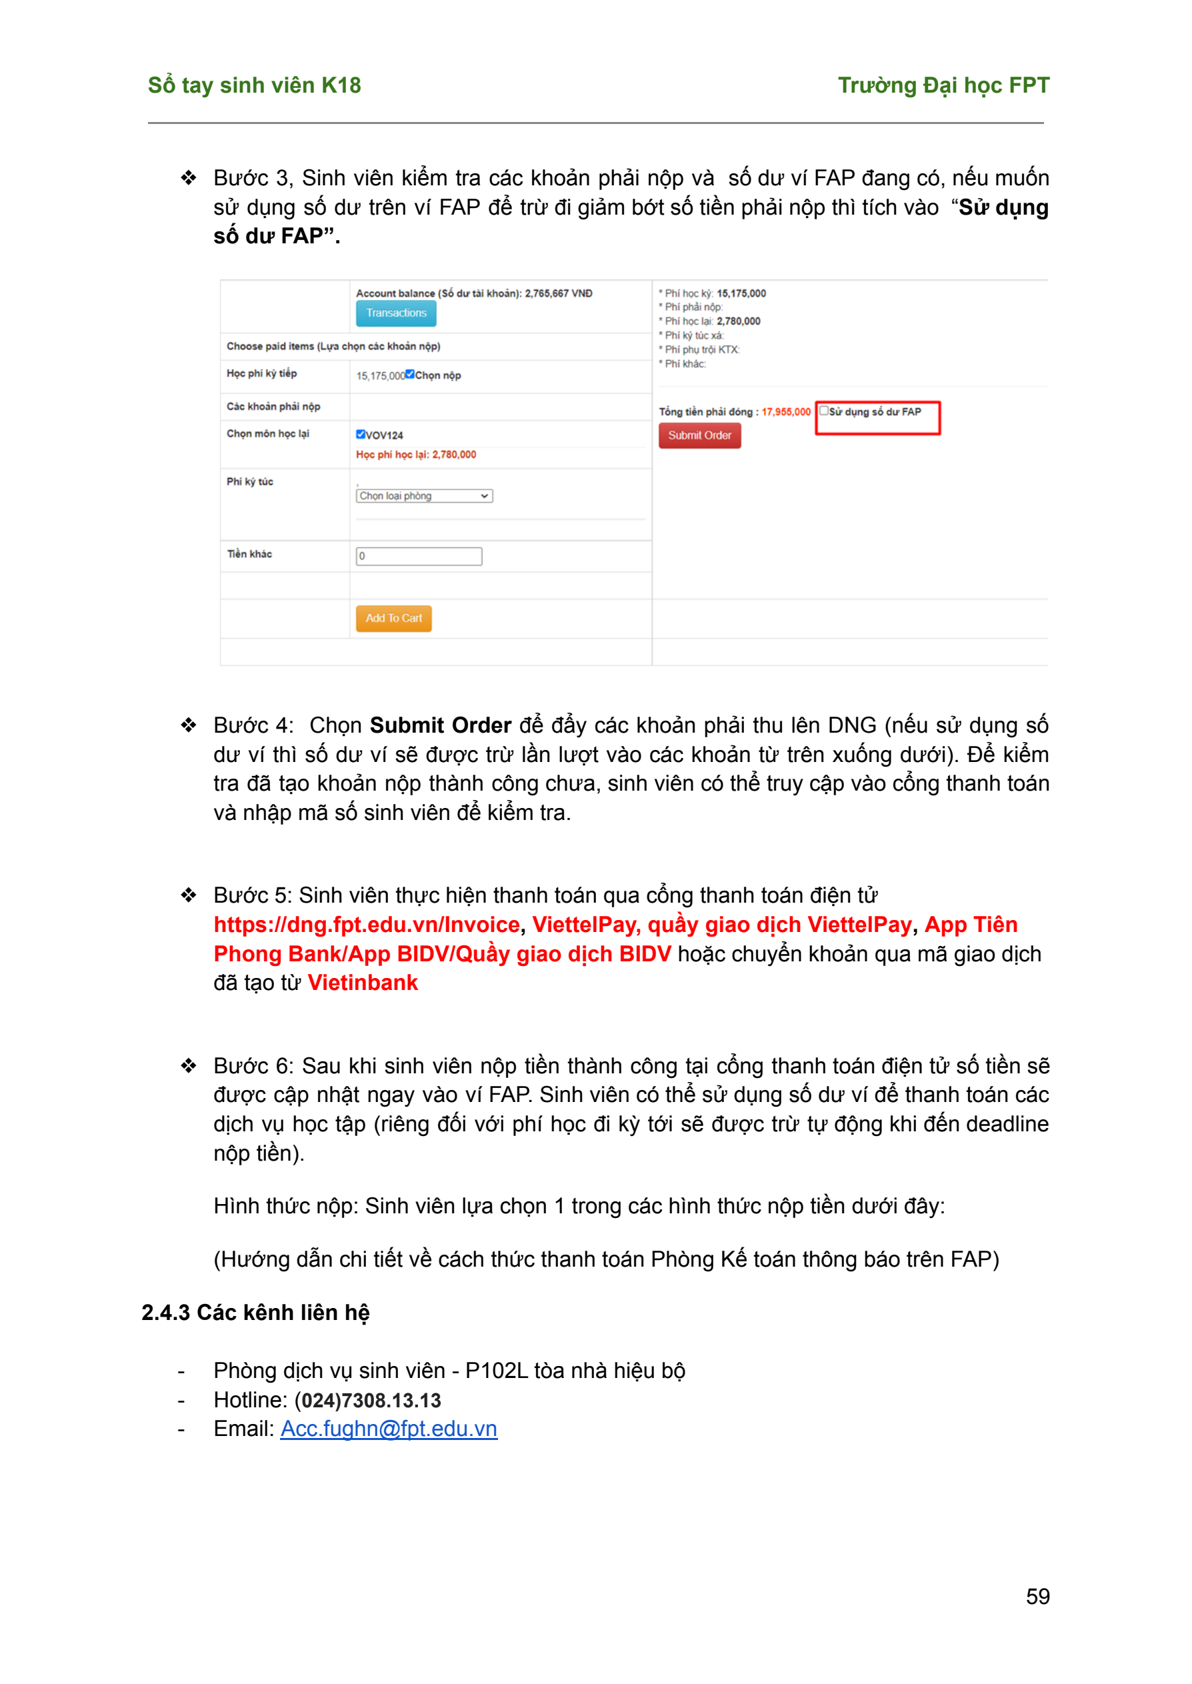 Sổ tay sinh viên K18 Trường Đại học FPT
❖ Bước 3, Sinh viên kiểm tra các khoản phải nộp và số dư ví FAP đang có, nếu muốn
sử dụng số dư trên ví FAP để trừ đi giảm bớt số tiền phải nộp thì tích vào “Sử dụng
số dư FAP”.
Account balance (Số dư tài khoản): 2,765,667 VNĐ
Transactions
Choose paid items (Lựa chọn các khoản nộp)
Học phí kỳ tiếp 15,175,000 Chọn nộp
Các khoản phải nộp
Chọn môn học lại VOV124
Học phí học lại: 2,780,000
Phí ký túc
Chọn loại phòng
Tiền khác 0
Add To Cart
* Phí học kỳ: 15,175,000
* Phí phải nộp:
* Phí học lại: 2,780,000
* Phí ký túc xá:
* Phí phụ trội KTX:
* Phí khác:
Tổng tiền phải đóng : 17,955,000 Sử dụng số dư FAP
Submit Order
❖ Bước 4: Chọn Submit Order để đẩy các khoản phải thu lên DNG (nếu sử dụng số
dư ví thì số dư ví sẽ được trừ lần lượt vào các khoản từ trên xuống dưới). Để kiểm
tra đã tạo khoản nộp thành công chưa, sinh viên có thể truy cập vào cổng thanh toán
và nhập mã số sinh viên để kiểm tra.
❖ Bước 5: Sinh viên thực hiện thanh toán qua cổng thanh toán điện tử
https://dng.fpt.edu.vn/Invoice, ViettelPay, quầy giao dịch ViettelPay, App Tiên
Phong Bank/App BIDV/Quầy giao dịch BIDV hoặc chuyển khoản qua mã giao dịch
đã tạo từ Vietinbank
❖ Bước 6: Sau khi sinh viên nộp tiền thành công tại cổng thanh toán điện tử số tiền sẽ
được cập nhật ngay vào ví FAP. Sinh viên có thể sử dụng số dư ví để thanh toán các
dịch vụ học tập (riêng đối với phí học đi kỳ tới sẽ được trừ tự động khi đến deadline
nộp tiền).
Hình thức nộp: Sinh viên lựa chọn 1 trong các hình thức nộp tiền dưới đây:
(Hướng dẫn chi tiết về cách thức thanh toán Phòng Kế toán thông báo trên FAP)
2.4.3 Các kênh liên hệ
- Phòng dịch vụ sinh viên - P102L tòa nhà hiệu bộ
- Hotline: (024)7308.13.13
- Email: Acc.fughn@fpt.edu.vn
59